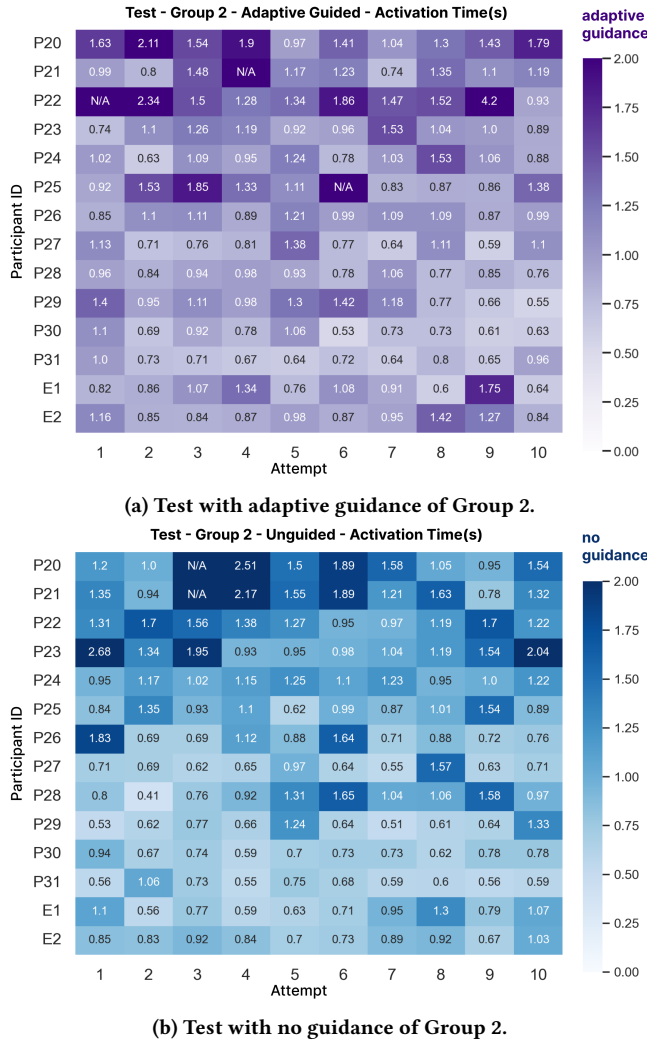 Test - Group 2 - Adaptive Guided - Activation Time(s)
adaptive
guidance
P20 1.63 2.11 1.54 1.9 0.97 1.41 1.04 1.3 1.43 1.79
P21 0.99 0.8 1.48 N/A 1.17 1.23 0.74 1.35 1.1 1.19
P22 N/A 2.34 1.5 1.28 1.34 1.86 1.47 1.52 4.2 0.93
P23 0.74 1.1 1.26 1.19 0.92 0.96 1.53 1.04 1.0 0.89
P24 1.02 0.63 1.09 0.95 1.24 0.78 1.03 1.53 1.06 0.88
P25 0.92 1.53 1.85 1.33 1.11 N/A 0.83 0.87 0.86 1.38
P26 0.85 1.1 1.11 0.89 1.21 0.99 1.09 1.09 0.87 0.99
P27 1.13 0.71 0.76 0.81 1.38 0.77 0.64 1.11 0.59 1.1
P28 0.96 0.84 0.94 0.98 0.93 0.78 1.06 0.77 0.85 0.76
P29 1.4 0.95 1.11 0.98 1.3 1.42 1.18 0.77 0.66 0.55
P30 1.1 0.69 0.92 0.78 1.06 0.53 0.73 0.73 0.61 0.63
P31 1.0 0.73 0.71 0.67 0.64 0.72 0.64 0.8 0.65 0.96
E1 0.82 0.86 1.07 1.34 0.76 1.08 0.91 0.6 1.75 0.64
E2 1.16 0.85 0.84 0.87 0.98 0.87 0.95 1.42 1.27 0.84
1 2 3 4 5 6 7 8 9 10
Attempt
Participant ID
2.00
1.75
1.50
1.25
1.00
0.75
0.50
0.25
0.00
(a) Test with adaptive guidance of Group 2.
Test - Group 2 - Unguided - Activation Time(s)
no
guidance
P20 1.2 1.0 N/A 2.51 1.5 1.89 1.58 1.05 0.95 1.54
P21 1.35 0.94 N/A 2.17 1.55 1.89 1.21 1.63 0.78 1.32
P22 1.31 1.7 1.56 1.38 1.27 0.95 0.97 1.19 1.7 1.22
P23 2.68 1.34 1.95 0.93 0.95 0.98 1.04 1.19 1.54 2.04
P24 0.95 1.17 1.02 1.15 1.25 1.1 1.23 0.95 1.0 1.22
P25 0.84 1.35 0.93 1.1 0.62 0.99 0.87 1.01 1.54 0.89
P26 1.83 0.69 0.69 1.12 0.88 1.64 0.71 0.88 0.72 0.76
P27 0.71 0.69 0.62 0.65 0.97 0.64 0.55 1.57 0.63 0.71
P28 0.8 0.41 0.76 0.92 1.31 1.65 1.04 1.06 1.58 0.97
P29 0.53 0.62 0.77 0.66 1.24 0.64 0.51 0.61 0.64 1.33
P30 0.94 0.67 0.74 0.59 0.7 0.73 0.73 0.62 0.78 0.78
P31 0.56 1.06 0.73 0.55 0.75 0.68 0.59 0.6 0.56 0.59
E1 1.1 0.56 0.77 0.59 0.63 0.71 0.95 1.3 0.79 1.07
E2 0.85 0.83 0.92 0.84 0.7 0.73 0.89 0.92 0.67 1.03
1 2 3 4 5 6 7 8 9 10
Attempt
Participant ID
2.00
1.75
1.50
1.25
1.00
0.75
0.50
0.25
0.00
(b) Test with no guidance of Group 2.